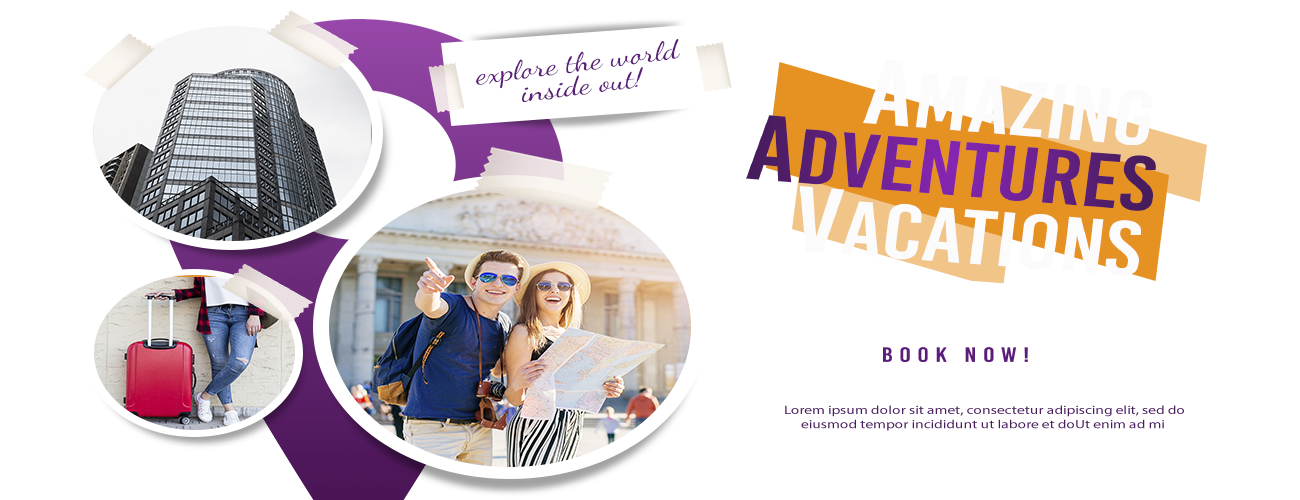 explore the world
inside out!
AMAZING
ADVENTURES
VACATIONS
BOOK NOW!
Lorem ipsum dolor sit amet, consectetur adipiscing elit, sed do
eiusmod tempor incididunt ut labore et doUt enim ad mi